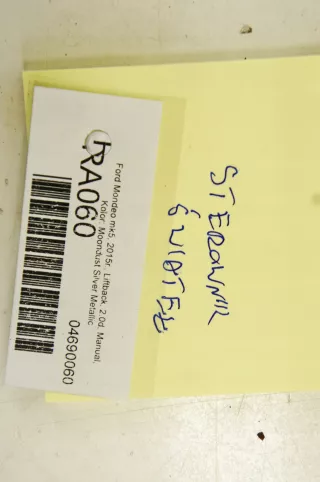 Ford Mondeo mk5, 2015r., Liftback, 2.0d, Manual,
Kolor: Moondust Silver Metallic
RA060
04690060
STEROWNIK
ŚWIATEŁ